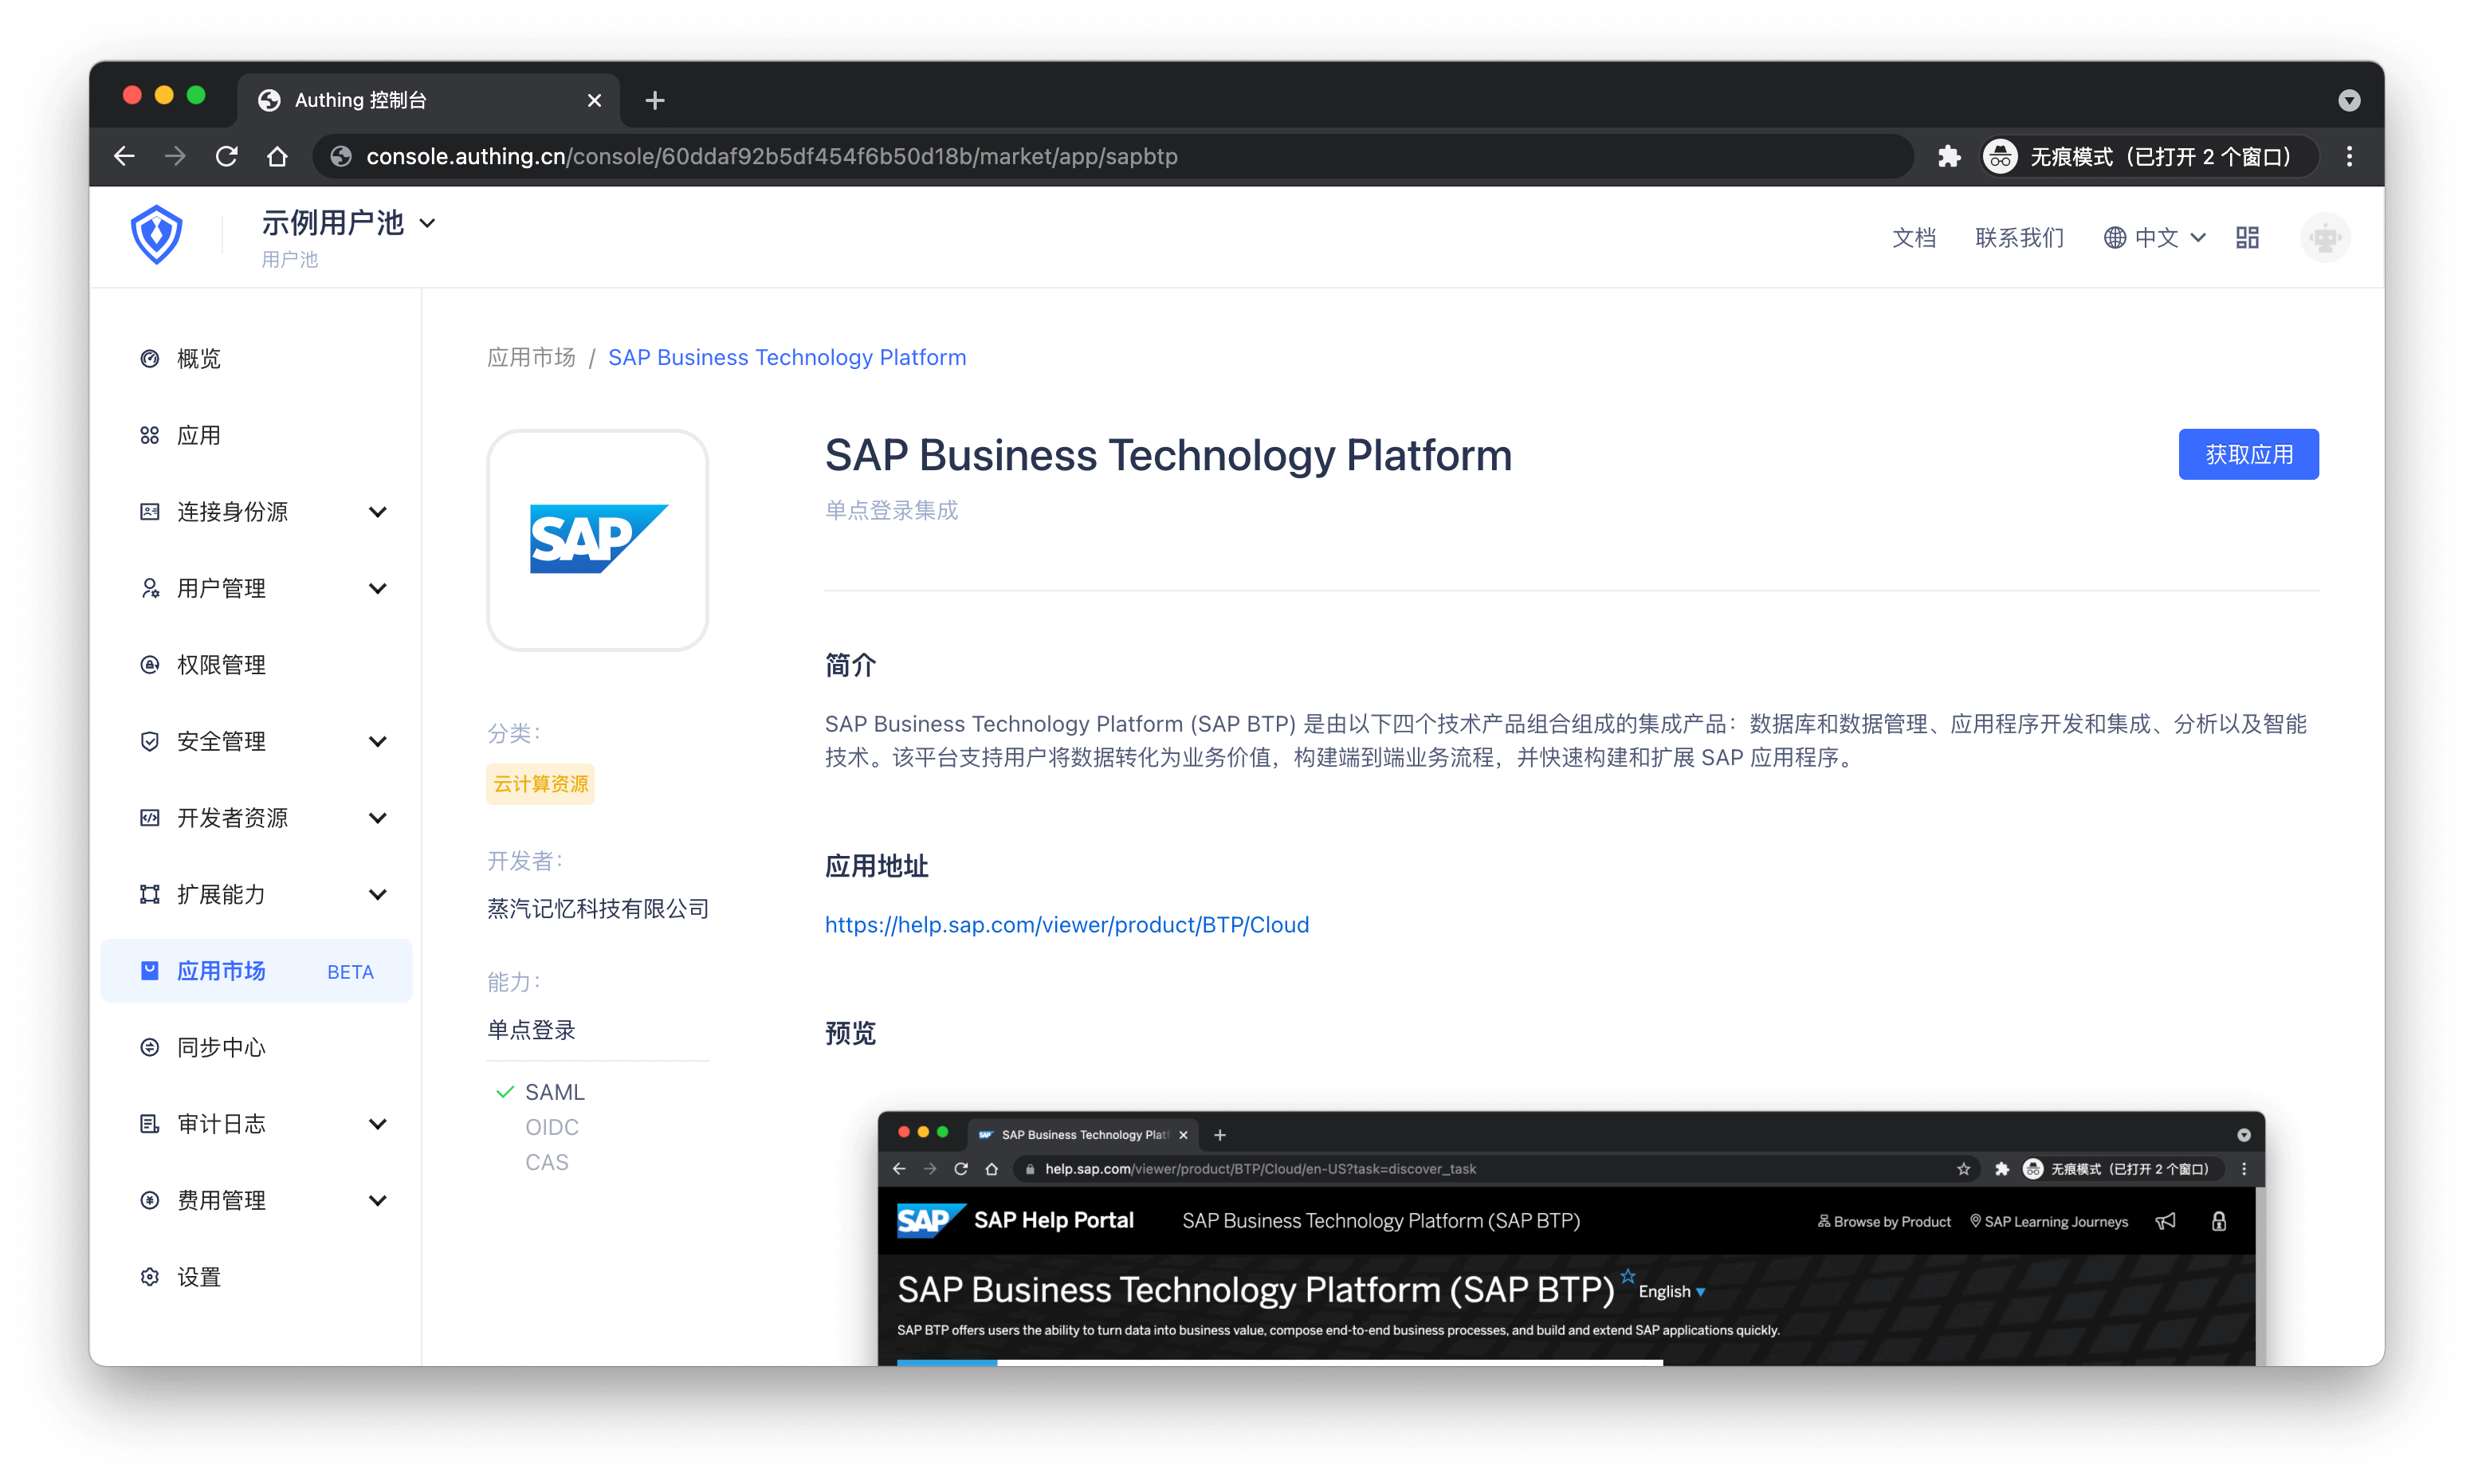 Authing 控制台
console.authing.cn/console/60ddaf92b5df454f6b50d18b/market/app/sapbtp
无痕模式（已打开 2 个窗口）
示例用户池
用户池
文档
联系我们
中文
概览
应用
连接身份源
用户管理
权限管理
安全管理
开发者资源
扩展能力
应用市场 BETA
同步中心
审计日志
费用管理
设置
应用市场 / SAP Business Technology Platform
SAP
分类：
云计算资源
开发者：
蒸汽记忆科技有限公司
能力：
单点登录
SAML
OIDC
CAS
SAP Business Technology Platform
获取应用
单点登录集成
简介
SAP Business Technology Platform (SAP BTP) 是由以下四个技术产品组合组成的集成产品：数据库和数据管理、应用程序开发和集成、分析以及智能
技术。该平台支持用户将数据转化为业务价值，构建端到端业务流程，并快速构建和扩展 SAP 应用程序。
应用地址
https://help.sap.com/viewer/product/BTP/Cloud
预览
SAP Business Technology Plat
help.sap.com/viewer/product/BTP/Cloud/en-US?task=discover_task
无痕模式（已打开 2 个窗口）
SAP SAP Help Portal
SAP Business Technology Platform (SAP BTP)
Browse by Product
SAP Learning Journeys
SAP Business Technology Platform (SAP BTP)
English
SAP BTP offers users the ability to turn data into business value, compose end-to-end business processes, and build and extend SAP applications quickly.